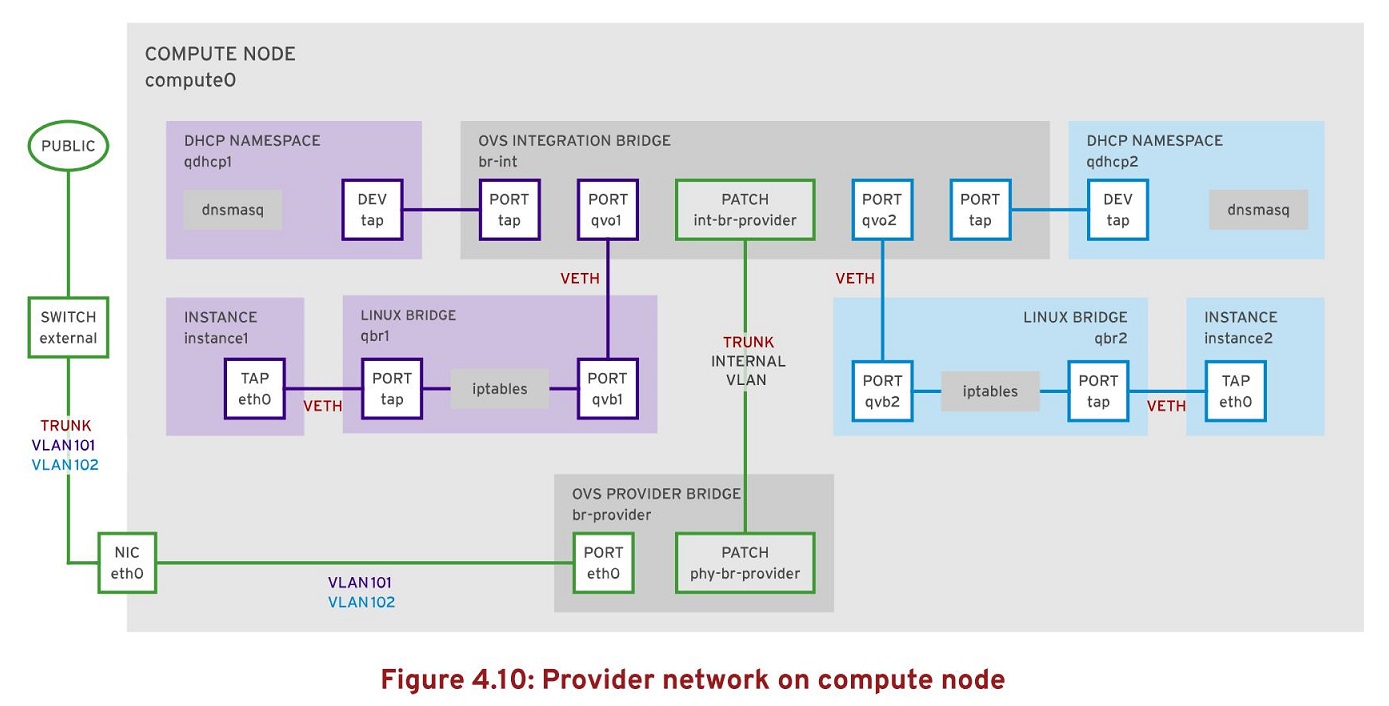 COMPUTE NODE
compute0
PUBLIC
DHCP NAMESPACE
qdhcp1
dnsmasq
DEV
tap
OVS INTEGRATION BRIDGE
br-int
PORT
tap
PORT
qvo1
PATCH
int-br-provider
PORT
qvo2
PORT
tap
DHCP NAMESPACE
qdhcp2
DEV
tap
dnsmasq
VETH
VETH
SWITCH
external
INSTANCE
instance1
TAP
eth0
VETH
LINUX BRIDGE
qbr1
PORT
tap
iptables
PORT
qvb1
TRUNK
INTERNAL
VLAN
LINUX BRIDGE
qbr2
PORT
qvb2
iptables
PORT
tap
VETH
INSTANCE
instance2
TAP
eth0
TRUNK
VLAN101
VLAN102
NIC
eth0
VLAN101
VLAN102
OVS PROVIDER BRIDGE
br-provider
PORT
eth0
PATCH
phy-br-provider
Figure 4.10: Provider network on compute node